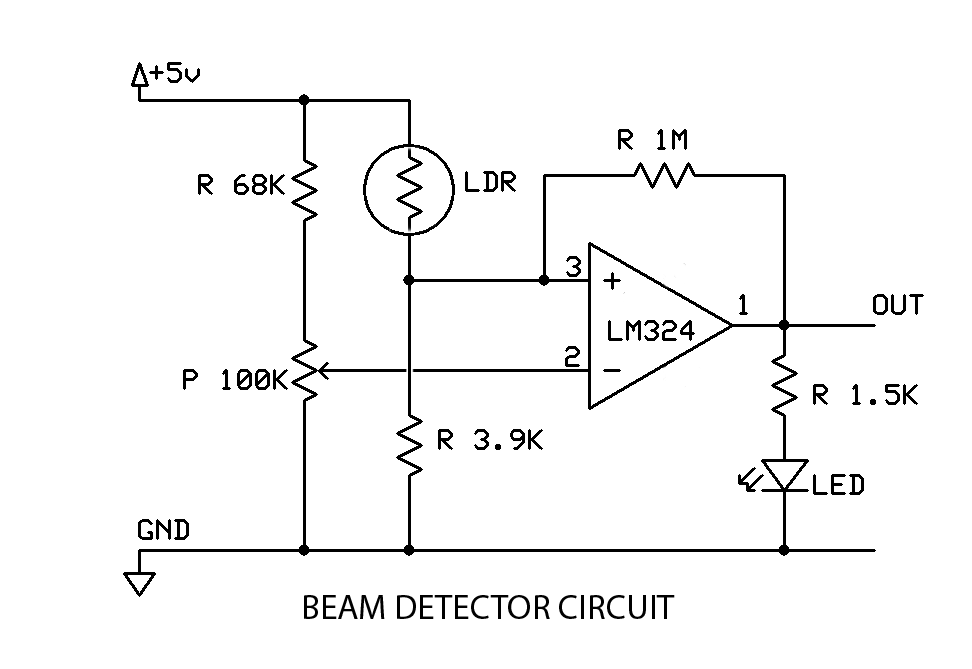 +5v
R 1M
R 68K
LDR
3
+
1
OUT
LM324
2
-
P 100K
R 1.5K
R 3.9K
LED
GND
BEAM DETECTOR CIRCUIT